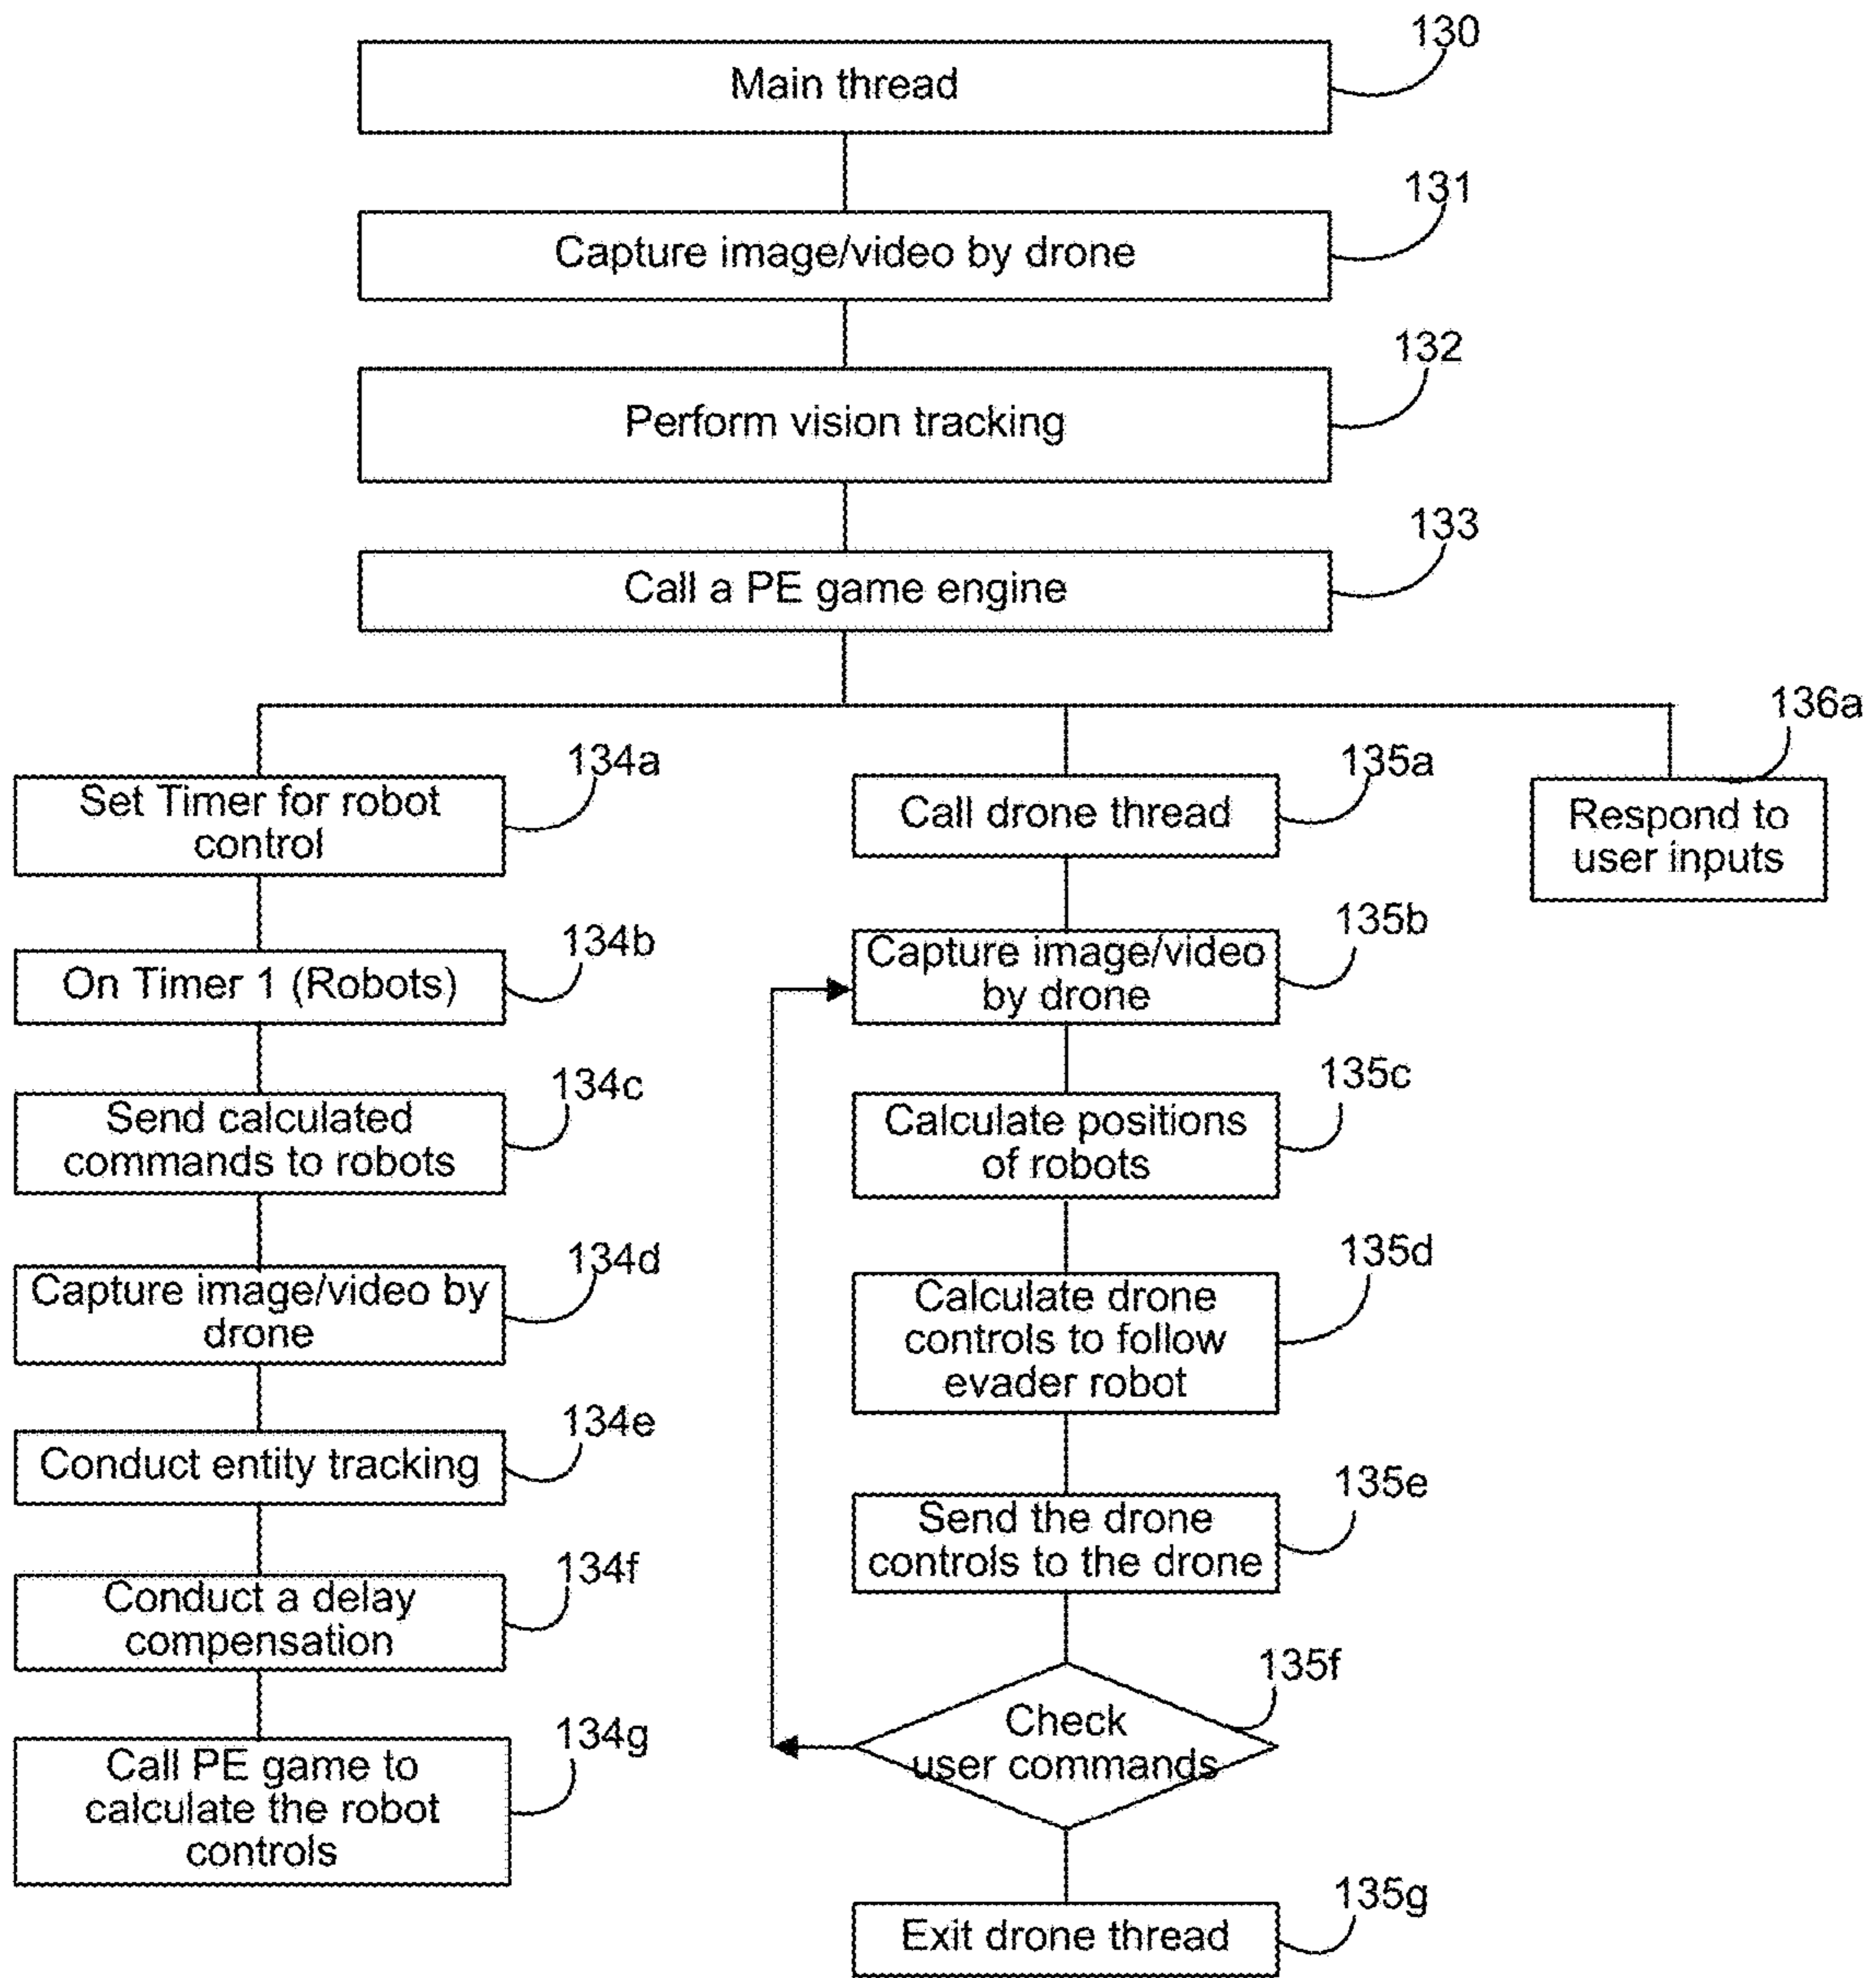 130
Main thread
131
Capture image/video by drone
132
Perform vision tracking
133
Call a PE game engine
134a
Set Timer for robot
control
134b
On Timer 1 (Robots)
134c
Send calculated
commands to robots
134d
Capture image/video by
drone
134e
Conduct entity tracking
134f
Conduct a delay
compensation
134g
Call PE game to
calculate the robot
controls
135a
Call drone thread
135b
Capture image/video
by drone
135c
Calculate positions
of robots
135d
Calculate drone
controls to follow
evader robot
135e
Send the drone
controls to the drone
135f
Check
user commands
135g
Exit drone thread
136a
Respond to
user inputs